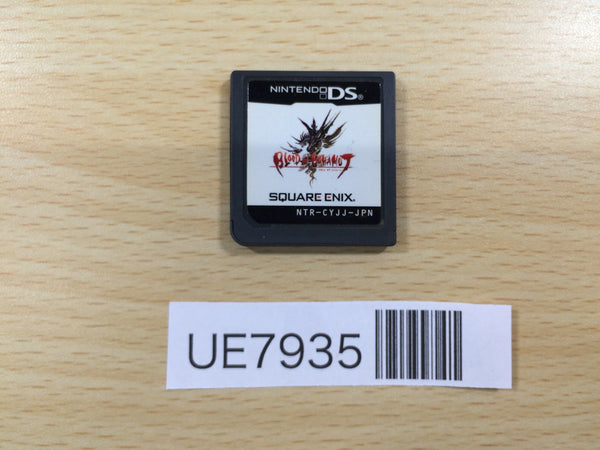 NINTENDO DS
BLOOD OF BAHAMUT
SQUARE ENIX.
NTR-CYJJ-JPN
UE7935